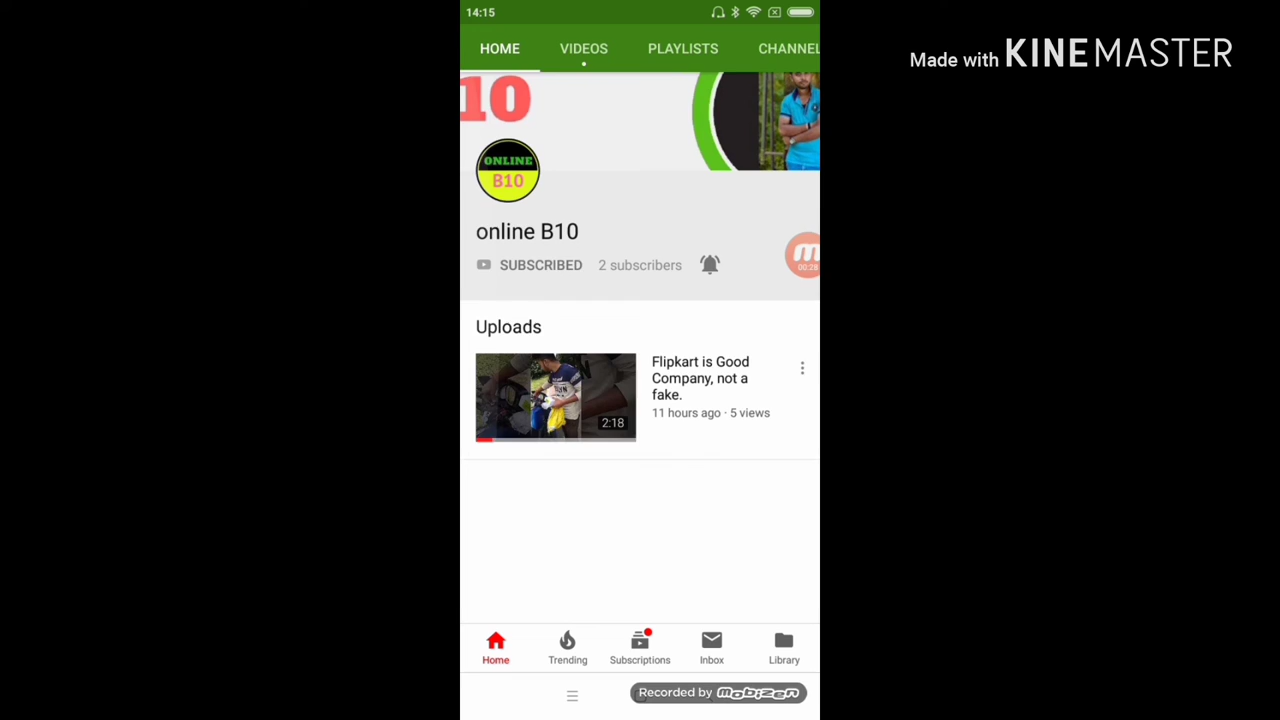 14:15
Made with KINEMASTER
HOME VIDEOS PLAYLISTS CHANNEL
10
ONLINE
B10
online B10
SUBSCRIBED 2 subscribers
00:28
Uploads
Flipkart is Good
Company, not a
fake.
11 hours ago · 5 views
2:18
Home Trending Subscriptions Inbox Library
Recorded by mobizen